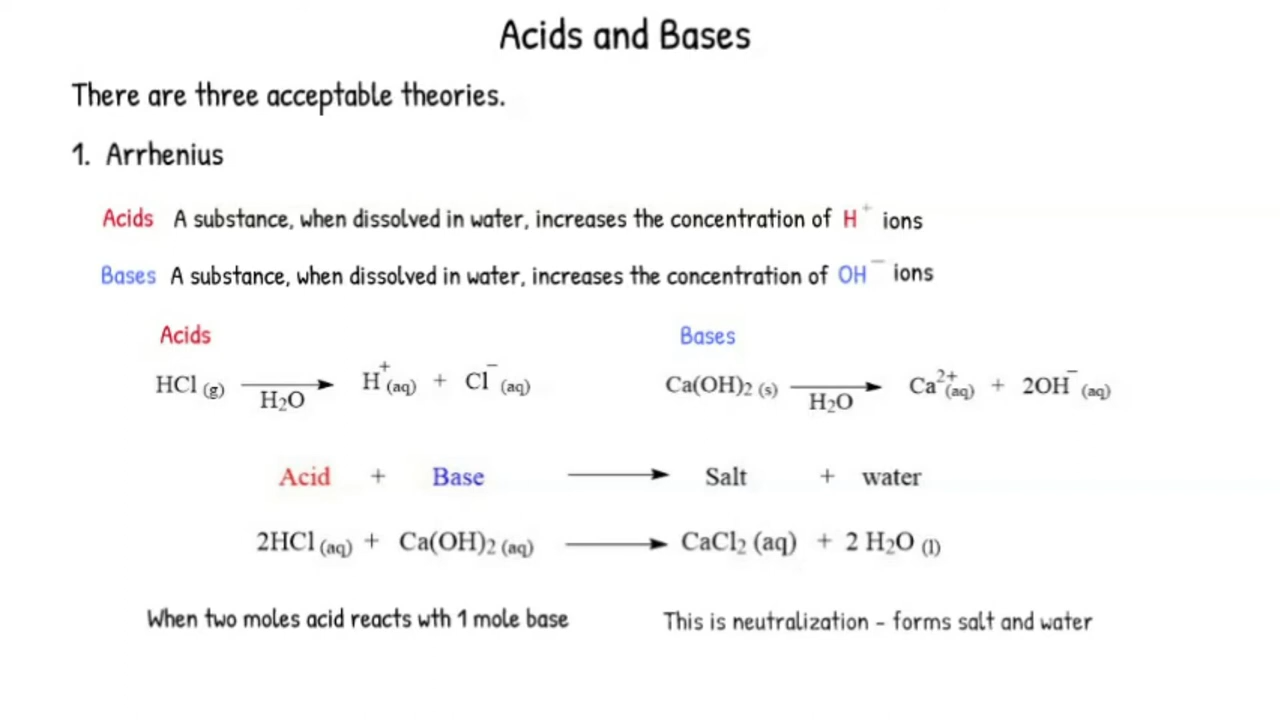 Acids and Bases
There are three acceptable theories.
1. Arrhenius
Acids A substance, when dissolved in water, increases the concentration of H⁺ ions
Bases A substance, when dissolved in water, increases the concentration of OH⁻ ions
Acids Bases
HCl (g) ⟶ H₂O H⁺(aq) + Cl⁻(aq) Ca(OH)₂ (s) ⟶ H₂O Ca²⁺(aq) + 2OH⁻(aq)
Acid + Base ⟶ Salt + water
2HCl (aq) + Ca(OH)₂ (aq) ⟶ CaCl₂ (aq) + 2 H₂O (l)
When two moles acid reacts wth 1 mole base This is neutralization - forms salt and water